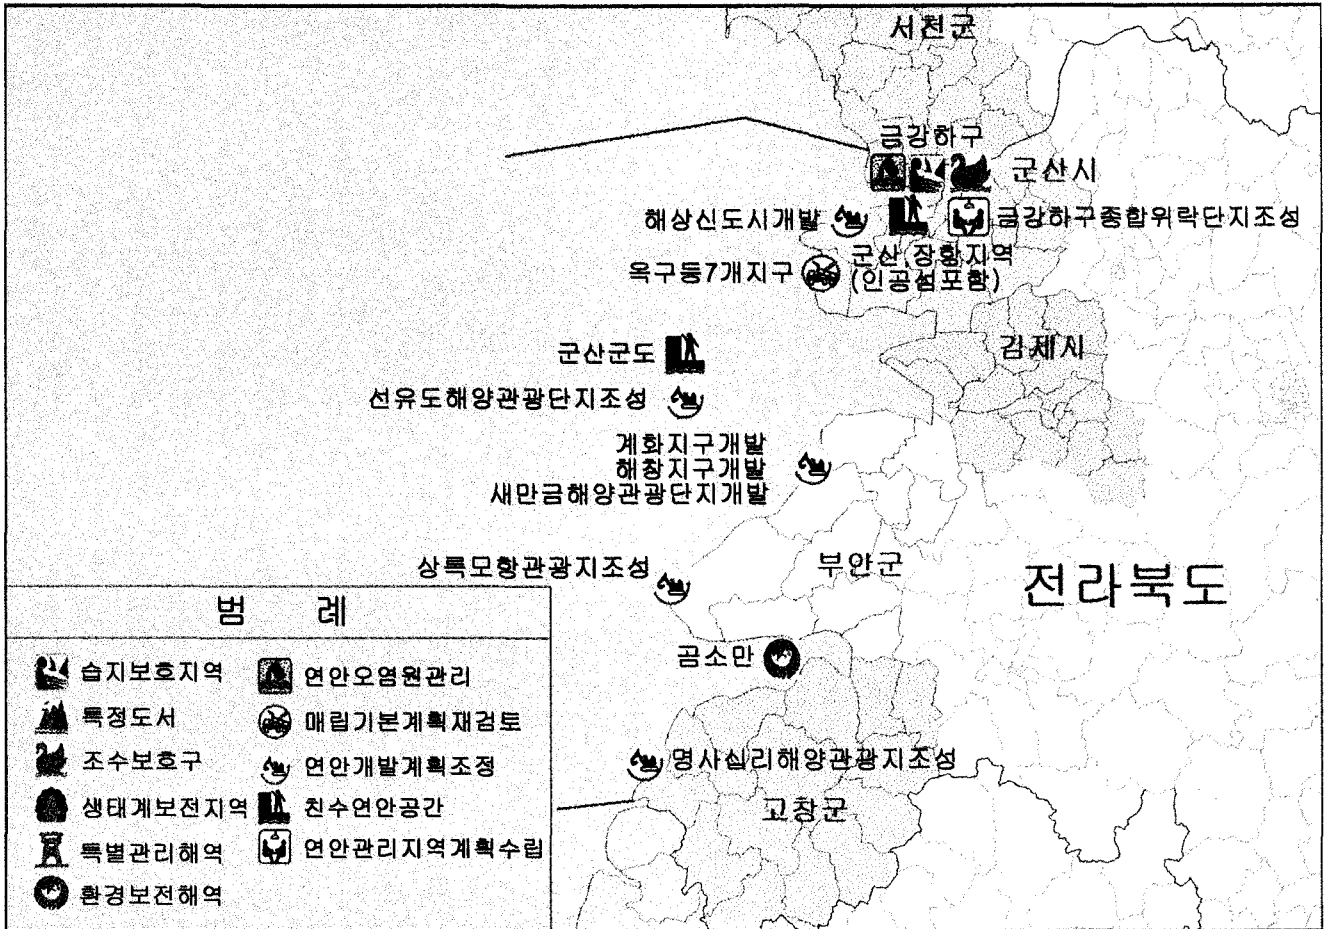 서천군
금강하구
군산시
해상신도시개발
금강하구종합위락단지조성
옥구등7개지구
군산,장항지역
(인공섬포함)
군산군도
김제시
선유도해양관광단지조성
계화지구개발
해창지구개발
새만금해양관광단지개발
상록모항관광지조성
부안군
전라북도
곰소만
명사십리해양관광지조성
고창군
범 례
습지보호지역
특정도서
조수보호구
생태계보전지역
특별관리해역
환경보전해역
연안오염원관리
매립기본계획재검토
연안개발계획조정
친수연안공간
연안관리지역계획수립